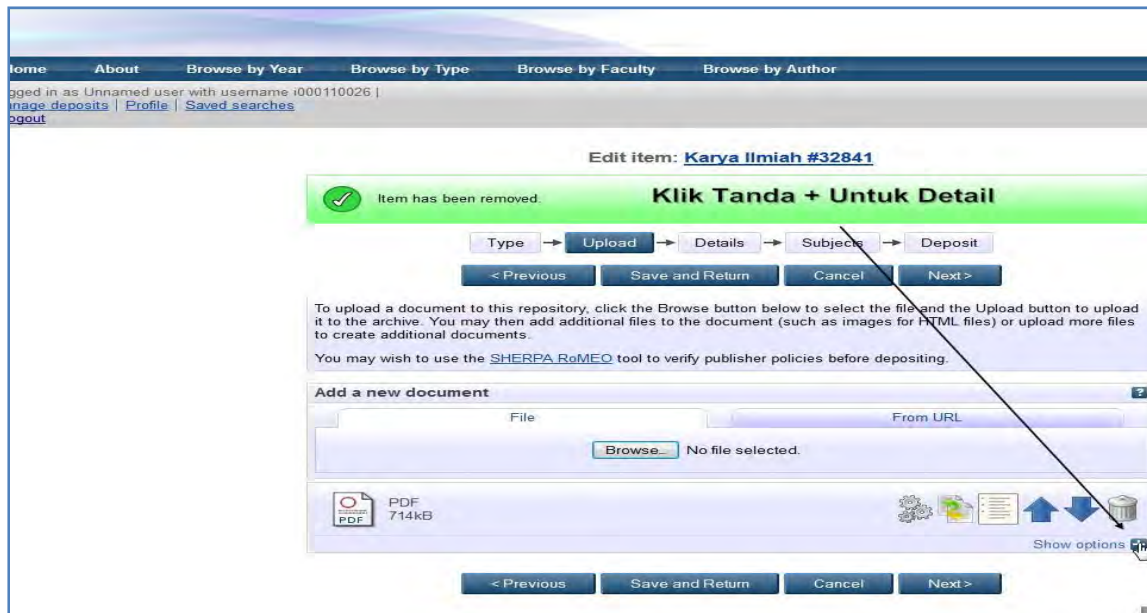 Home About Browse by Year Browse by Type Browse by Faculty Browse by Author
gged in as Unnamed user with username i000110026 |
anage deposits | Profile | Saved searches
ogout
Edit item: Karya Ilmiah #32841
Item has been removed. Klik Tanda + Untuk Detail
Type Upload Details Subjects Deposit
< Previous Save and Return Cancel Next >
To upload a document to this repository, click the Browse button below to select the file and the Upload button to upload
it to the archive. You may then add additional files to the document (such as images for HTML files) or upload more files
to create additional documents.
You may wish to use the SHERPA RoMEO tool to verify publisher policies before depositing.
Add a new document ?
File From URL
Browse... No file selected.
PDF
PDF
714kB
Show options
< Previous Save and Return Cancel Next >